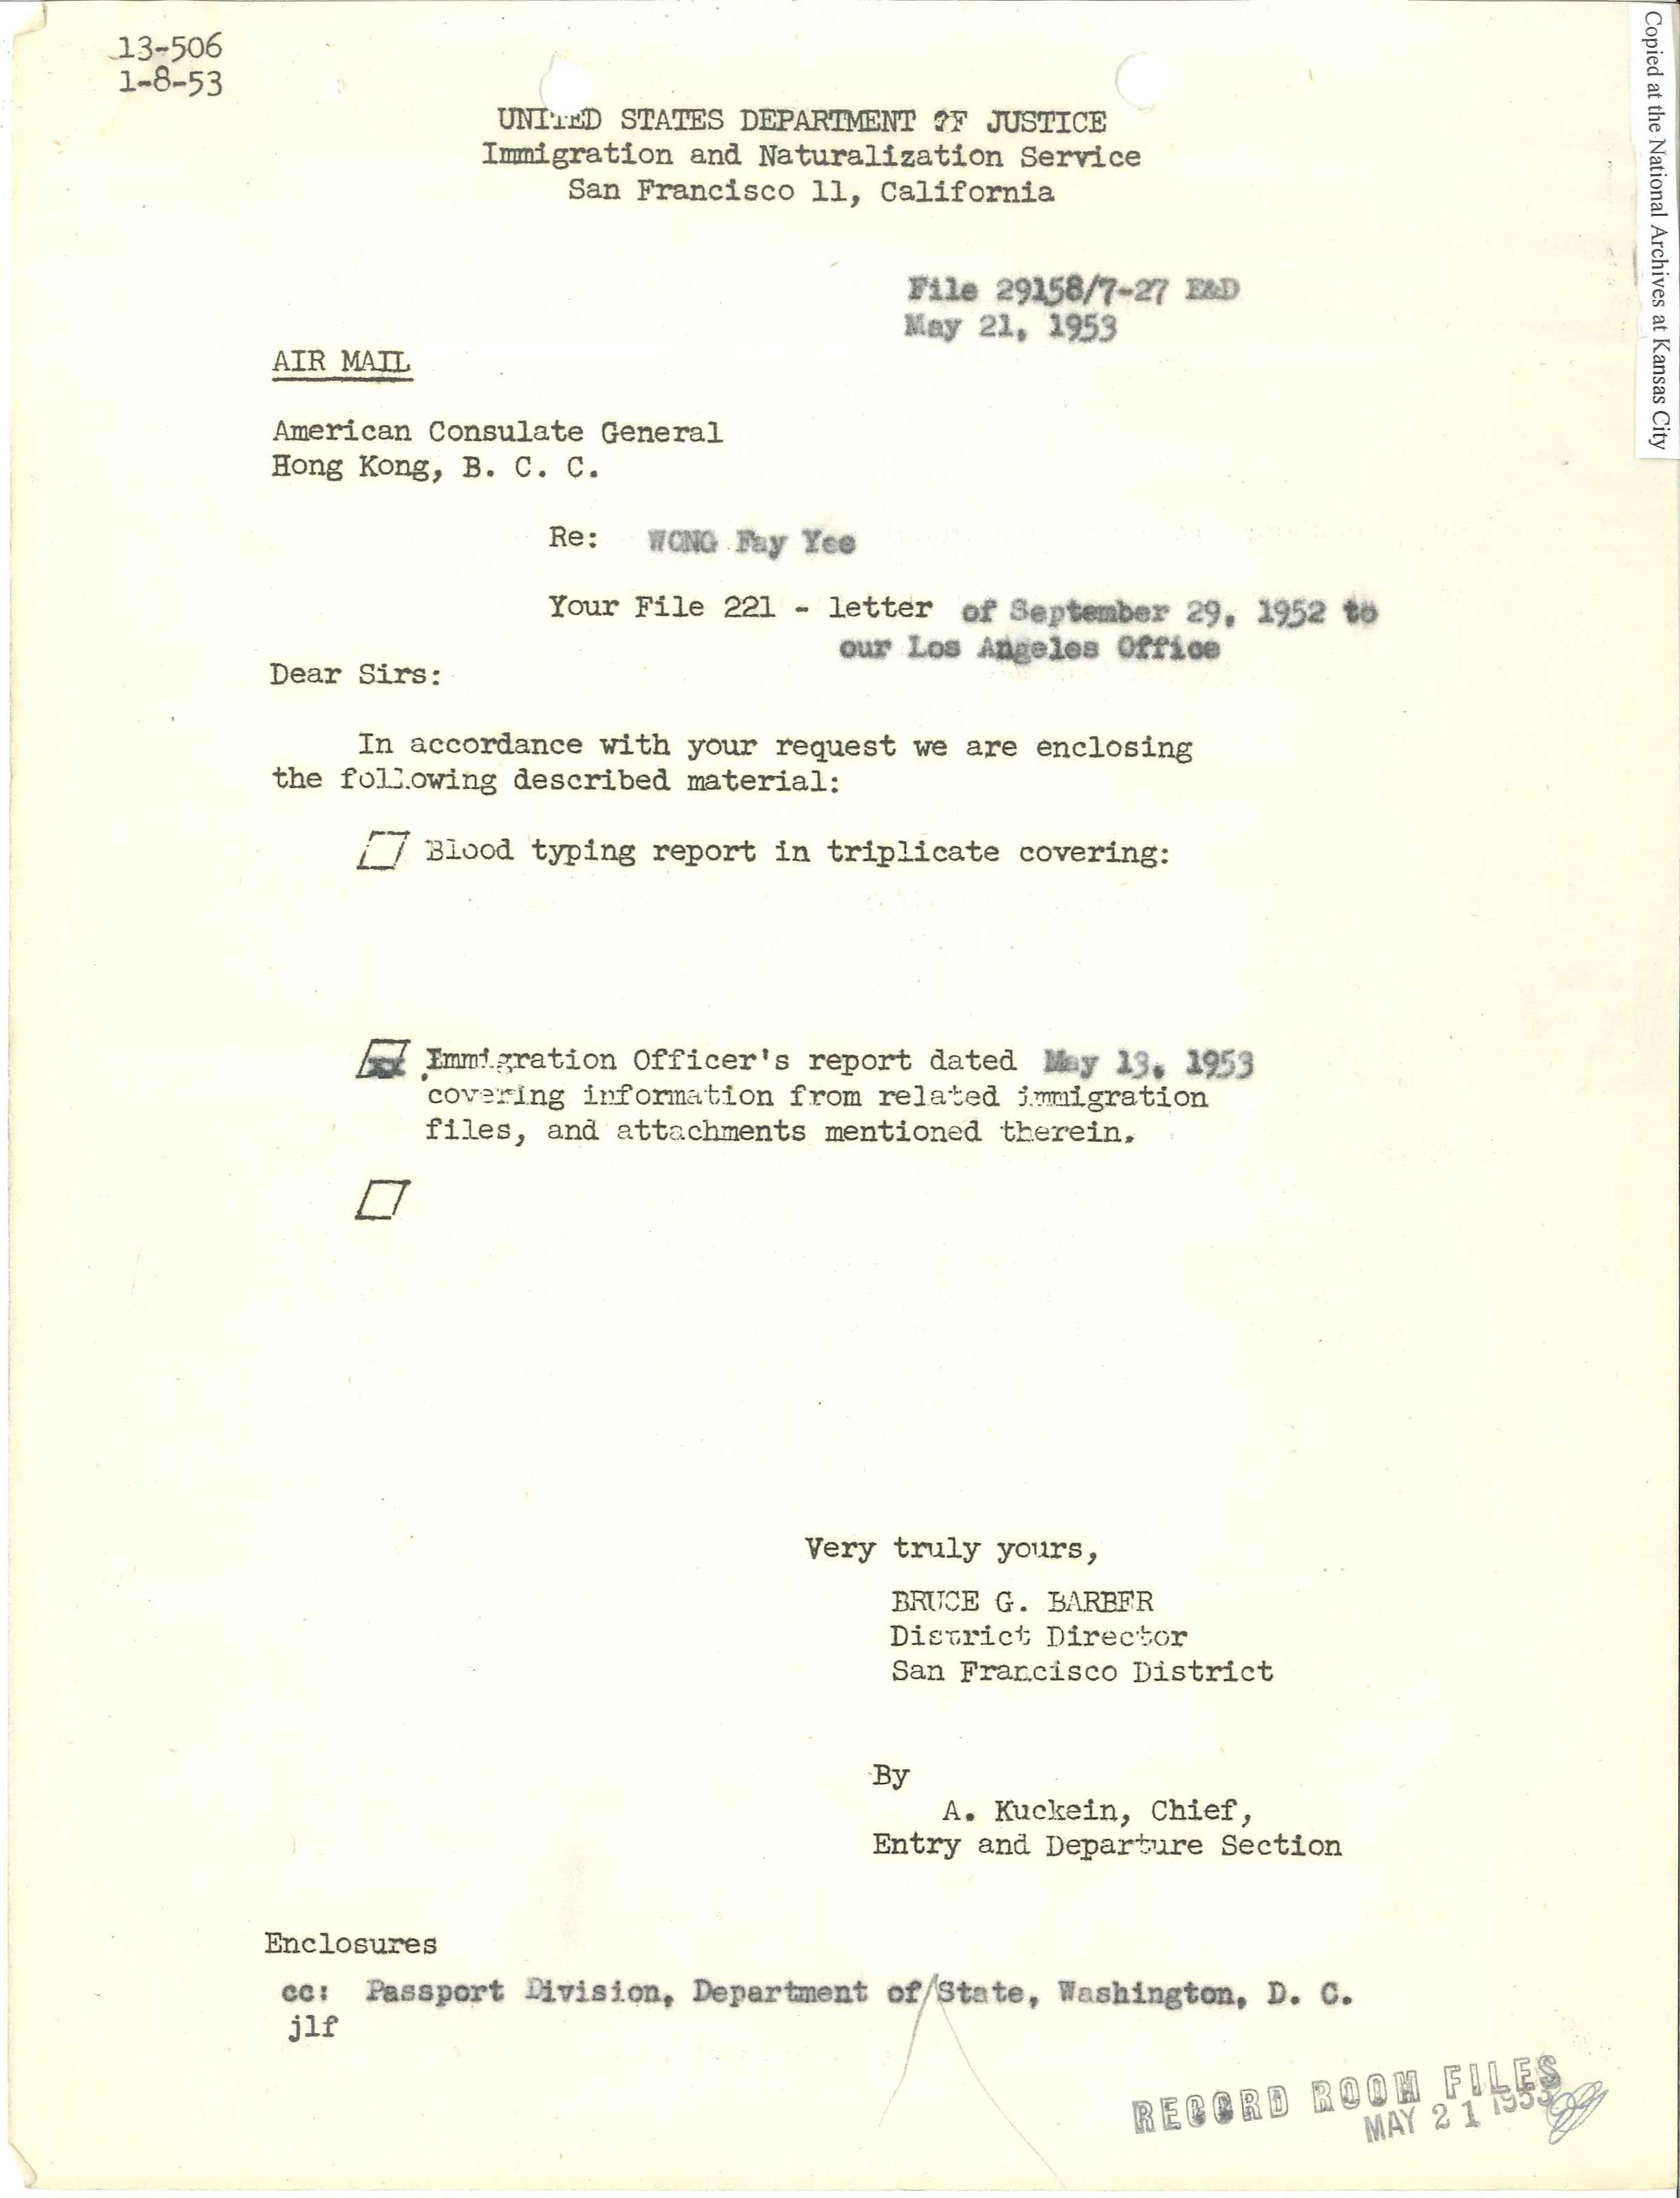 13-506
1-8-53
UNITED STATES DEPARTMENT OF JUSTICE
Immigration and Naturalization Service
San Francisco 11, California
File 29158/7-27 E&D
May 21, 1953
AIR MAIL
American Consulate General
Hong Kong, B. C. C.
Re: WONG Fay Yee
Your File 221 - letter of September 29, 1952 to
our Los Angeles Office
Dear Sirs:
In accordance with your request we are enclosing
the following described material:
Blood typing report in triplicate covering:
xx Immigration Officer's report dated May 13, 1953
covering information from related immigration
files, and attachments mentioned therein.
Very truly yours,
BRUCE G. BARBER
District Director
San Francisco District
By
A. Kuckein, Chief,
Entry and Departure Section
Enclosures
cc: Passport Division, Department of State, Washington, D. C.
jlf
RECORD ROOM FILES
MAY 21 1953
Copied at the National Archives at Kansas City